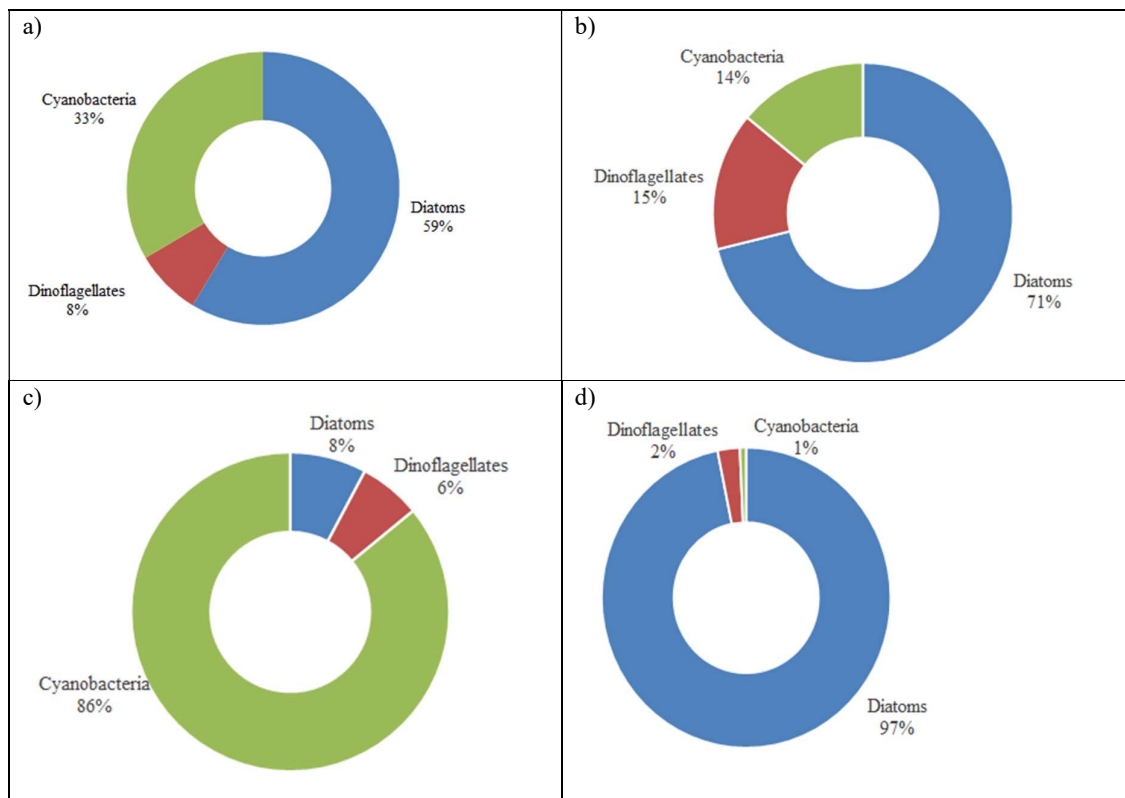 a)
Cyanobacteria
33%
Diatoms
59%
Dinoflagellates
8%
b)
Cyanobacteria
14%
Dinoflagellates
15%
Diatoms
71%
c)
Diatoms
8%
Dinoflagellates
6%
Cyanobacteria
86%
d)
Dinoflagellates
2%
Cyanobacteria
1%
Diatoms
97%